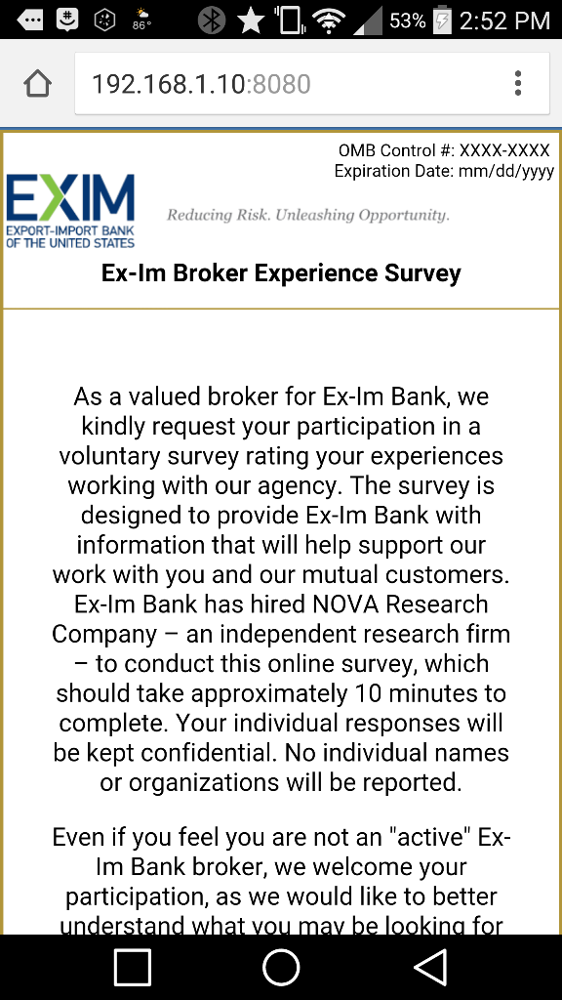 86°
53%
2:52 PM
192.168.1.10:8080
OMB Control #: XXXX-XXXX
Expiration Date: mm/dd/yyyy
EXIM
EXPORT-IMPORT BANK
OF THE UNITED STATES
Reducing Risk. Unleashing Opportunity.
Ex-Im Broker Experience Survey
As a valued broker for Ex-Im Bank, we
kindly request your participation in a
voluntary survey rating your experiences
working with our agency. The survey is
designed to provide Ex-Im Bank with
information that will help support our
work with you and our mutual customers.
Ex-Im Bank has hired NOVA Research
Company – an independent research firm
– to conduct this online survey, which
should take approximately 10 minutes to
complete. Your individual responses will
be kept confidential. No individual names
or organizations will be reported.
Even if you feel you are not an "active" Ex-
Im Bank broker, we welcome your
participation, as we would like to better
understand what you may be looking for